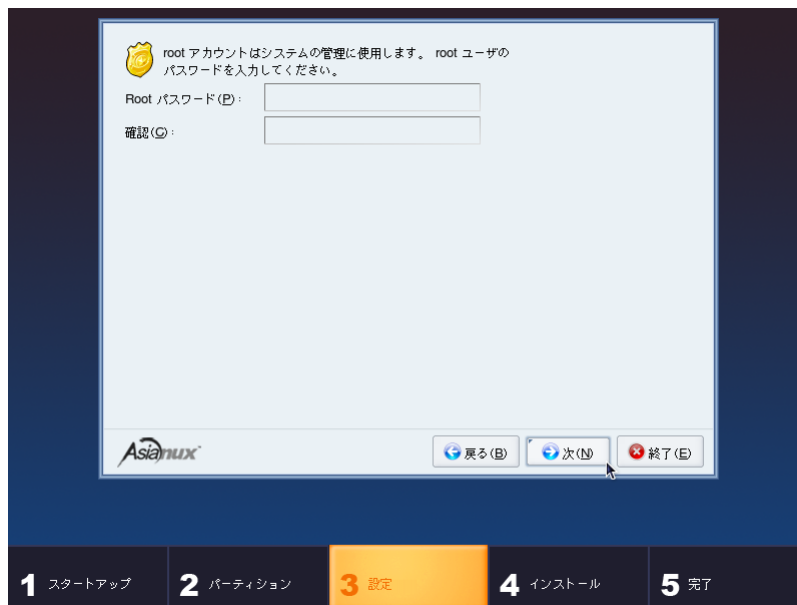 root アカウントはシステムの管理に使用します。 root ユーザの
パスワードを入力してください。
Root パスワード(P):
確認(C):
Asianux
戻る(B) 次(N) 終了(E)
1 スタートアップ 2 パーティション 3 設定 4 インストール 5 完了